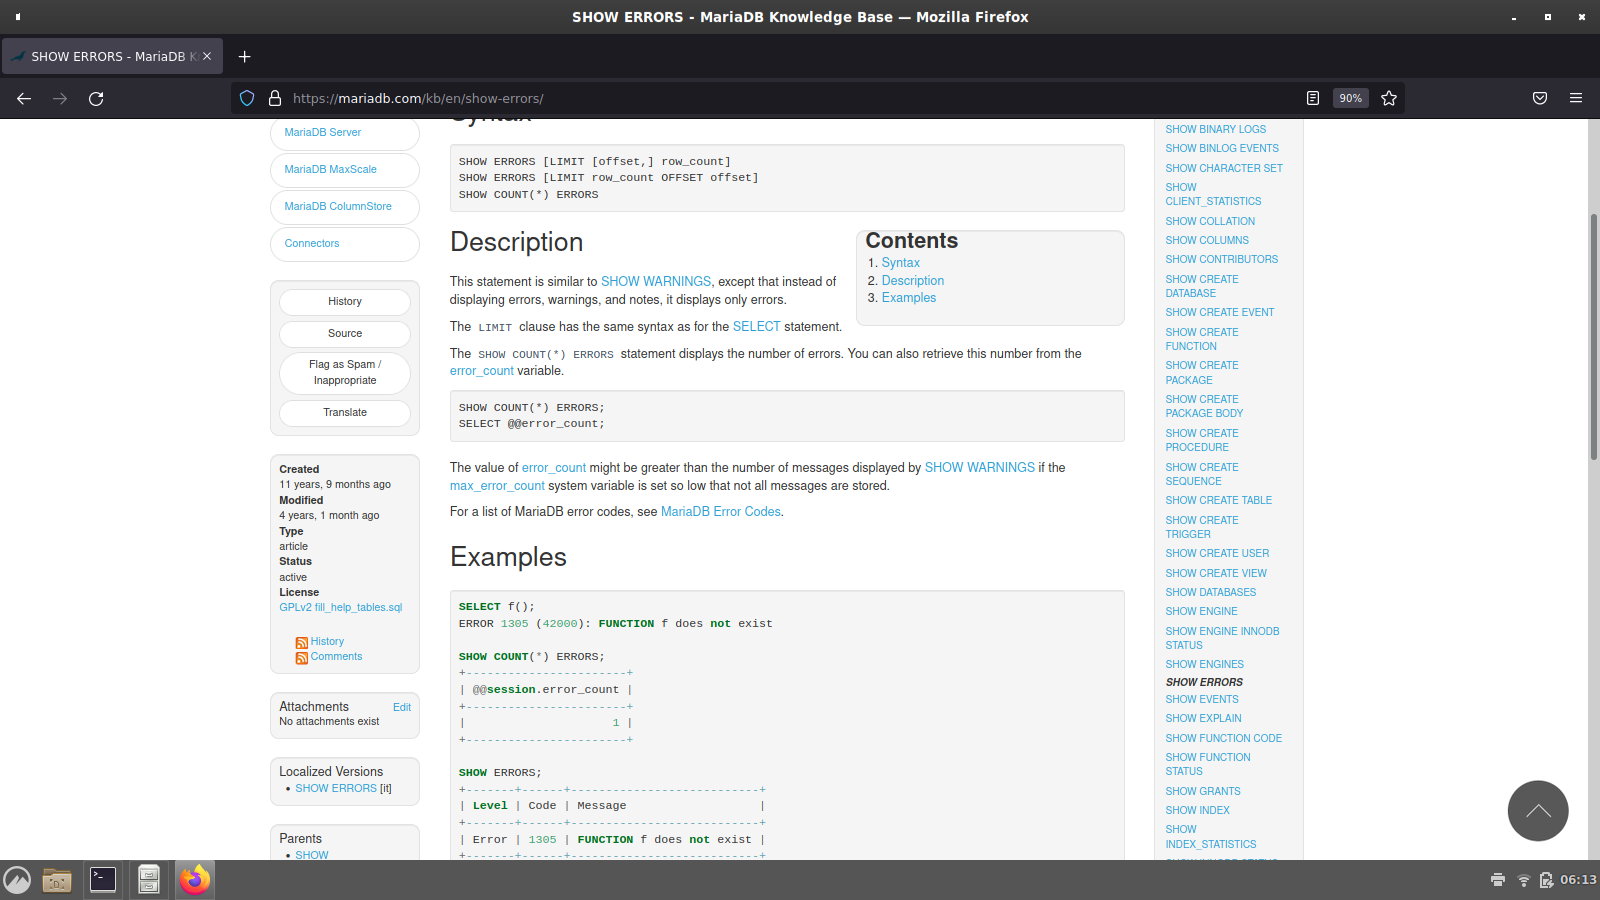 SHOW ERRORS - MariaDB Knowledge Base — Mozilla Firefox
SHOW ERRORS - MariaDB K
https://mariadb.com/kb/en/show-errors/
90%
MariaDB Server
MariaDB MaxScale
MariaDB ColumnStore
Connectors
History
Source
Flag as Spam /
Inappropriate
Translate
Created
11 years, 9 months ago
Modified
4 years, 1 month ago
Type
article
Status
active
License
GPLv2 fill_help_tables.sql
History
Comments
Attachments
Edit
No attachments exist
Localized Versions
• SHOW ERRORS [it]
Parents
• SHOW
Syntax
SHOW ERRORS [LIMIT [offset,] row_count]
SHOW ERRORS [LIMIT row_count OFFSET offset]
SHOW COUNT(*) ERRORS
Description
Contents
1. Syntax
2. Description
3. Examples
This statement is similar to SHOW WARNINGS, except that instead of
displaying errors, warnings, and notes, it displays only errors.
The LIMIT clause has the same syntax as for the SELECT statement.
The SHOW COUNT(*) ERRORS statement displays the number of errors. You can also retrieve this number from the
error_count variable.
SHOW COUNT(*) ERRORS;
SELECT @@error_count;
The value of error_count might be greater than the number of messages displayed by SHOW WARNINGS if the
max_error_count system variable is set so low that not all messages are stored.
For a list of MariaDB error codes, see MariaDB Error Codes.
Examples
SELECT f();
ERROR 1305 (42000): FUNCTION f does not exist
SHOW COUNT(*) ERRORS;
+-----------------------+
| @@session.error_count |
+-----------------------+
|                     1 |
+-----------------------+
SHOW ERRORS;
+-------+------+---------------------------+
| Level | Code | Message                   |
+-------+------+---------------------------+
| Error | 1305 | FUNCTION f does not exist |
+-------+------+---------------------------+
SHOW BINARY LOGS
SHOW BINLOG EVENTS
SHOW CHARACTER SET
SHOW
CLIENT_STATISTICS
SHOW COLLATION
SHOW COLUMNS
SHOW CONTRIBUTORS
SHOW CREATE
DATABASE
SHOW CREATE EVENT
SHOW CREATE
FUNCTION
SHOW CREATE
PACKAGE
SHOW CREATE
PACKAGE BODY
SHOW CREATE
PROCEDURE
SHOW CREATE
SEQUENCE
SHOW CREATE TABLE
SHOW CREATE
TRIGGER
SHOW CREATE USER
SHOW CREATE VIEW
SHOW DATABASES
SHOW ENGINE
SHOW ENGINE INNODB
STATUS
SHOW ENGINES
SHOW ERRORS
SHOW EVENTS
SHOW EXPLAIN
SHOW FUNCTION CODE
SHOW FUNCTION
STATUS
SHOW GRANTS
SHOW INDEX
SHOW
INDEX_STATISTICS
06:13